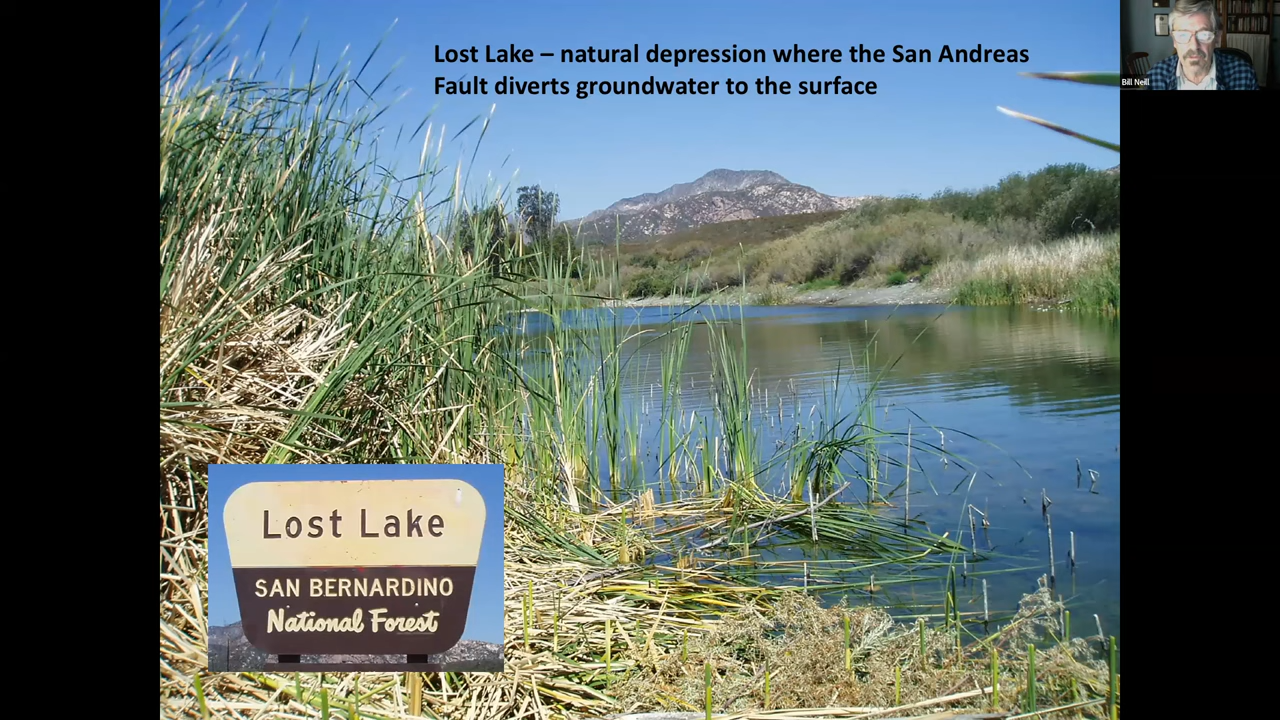 Lost Lake – natural depression where the San Andreas
Fault diverts groundwater to the surface
Bill Neill
Lost Lake
SAN BERNARDINO
National Forest